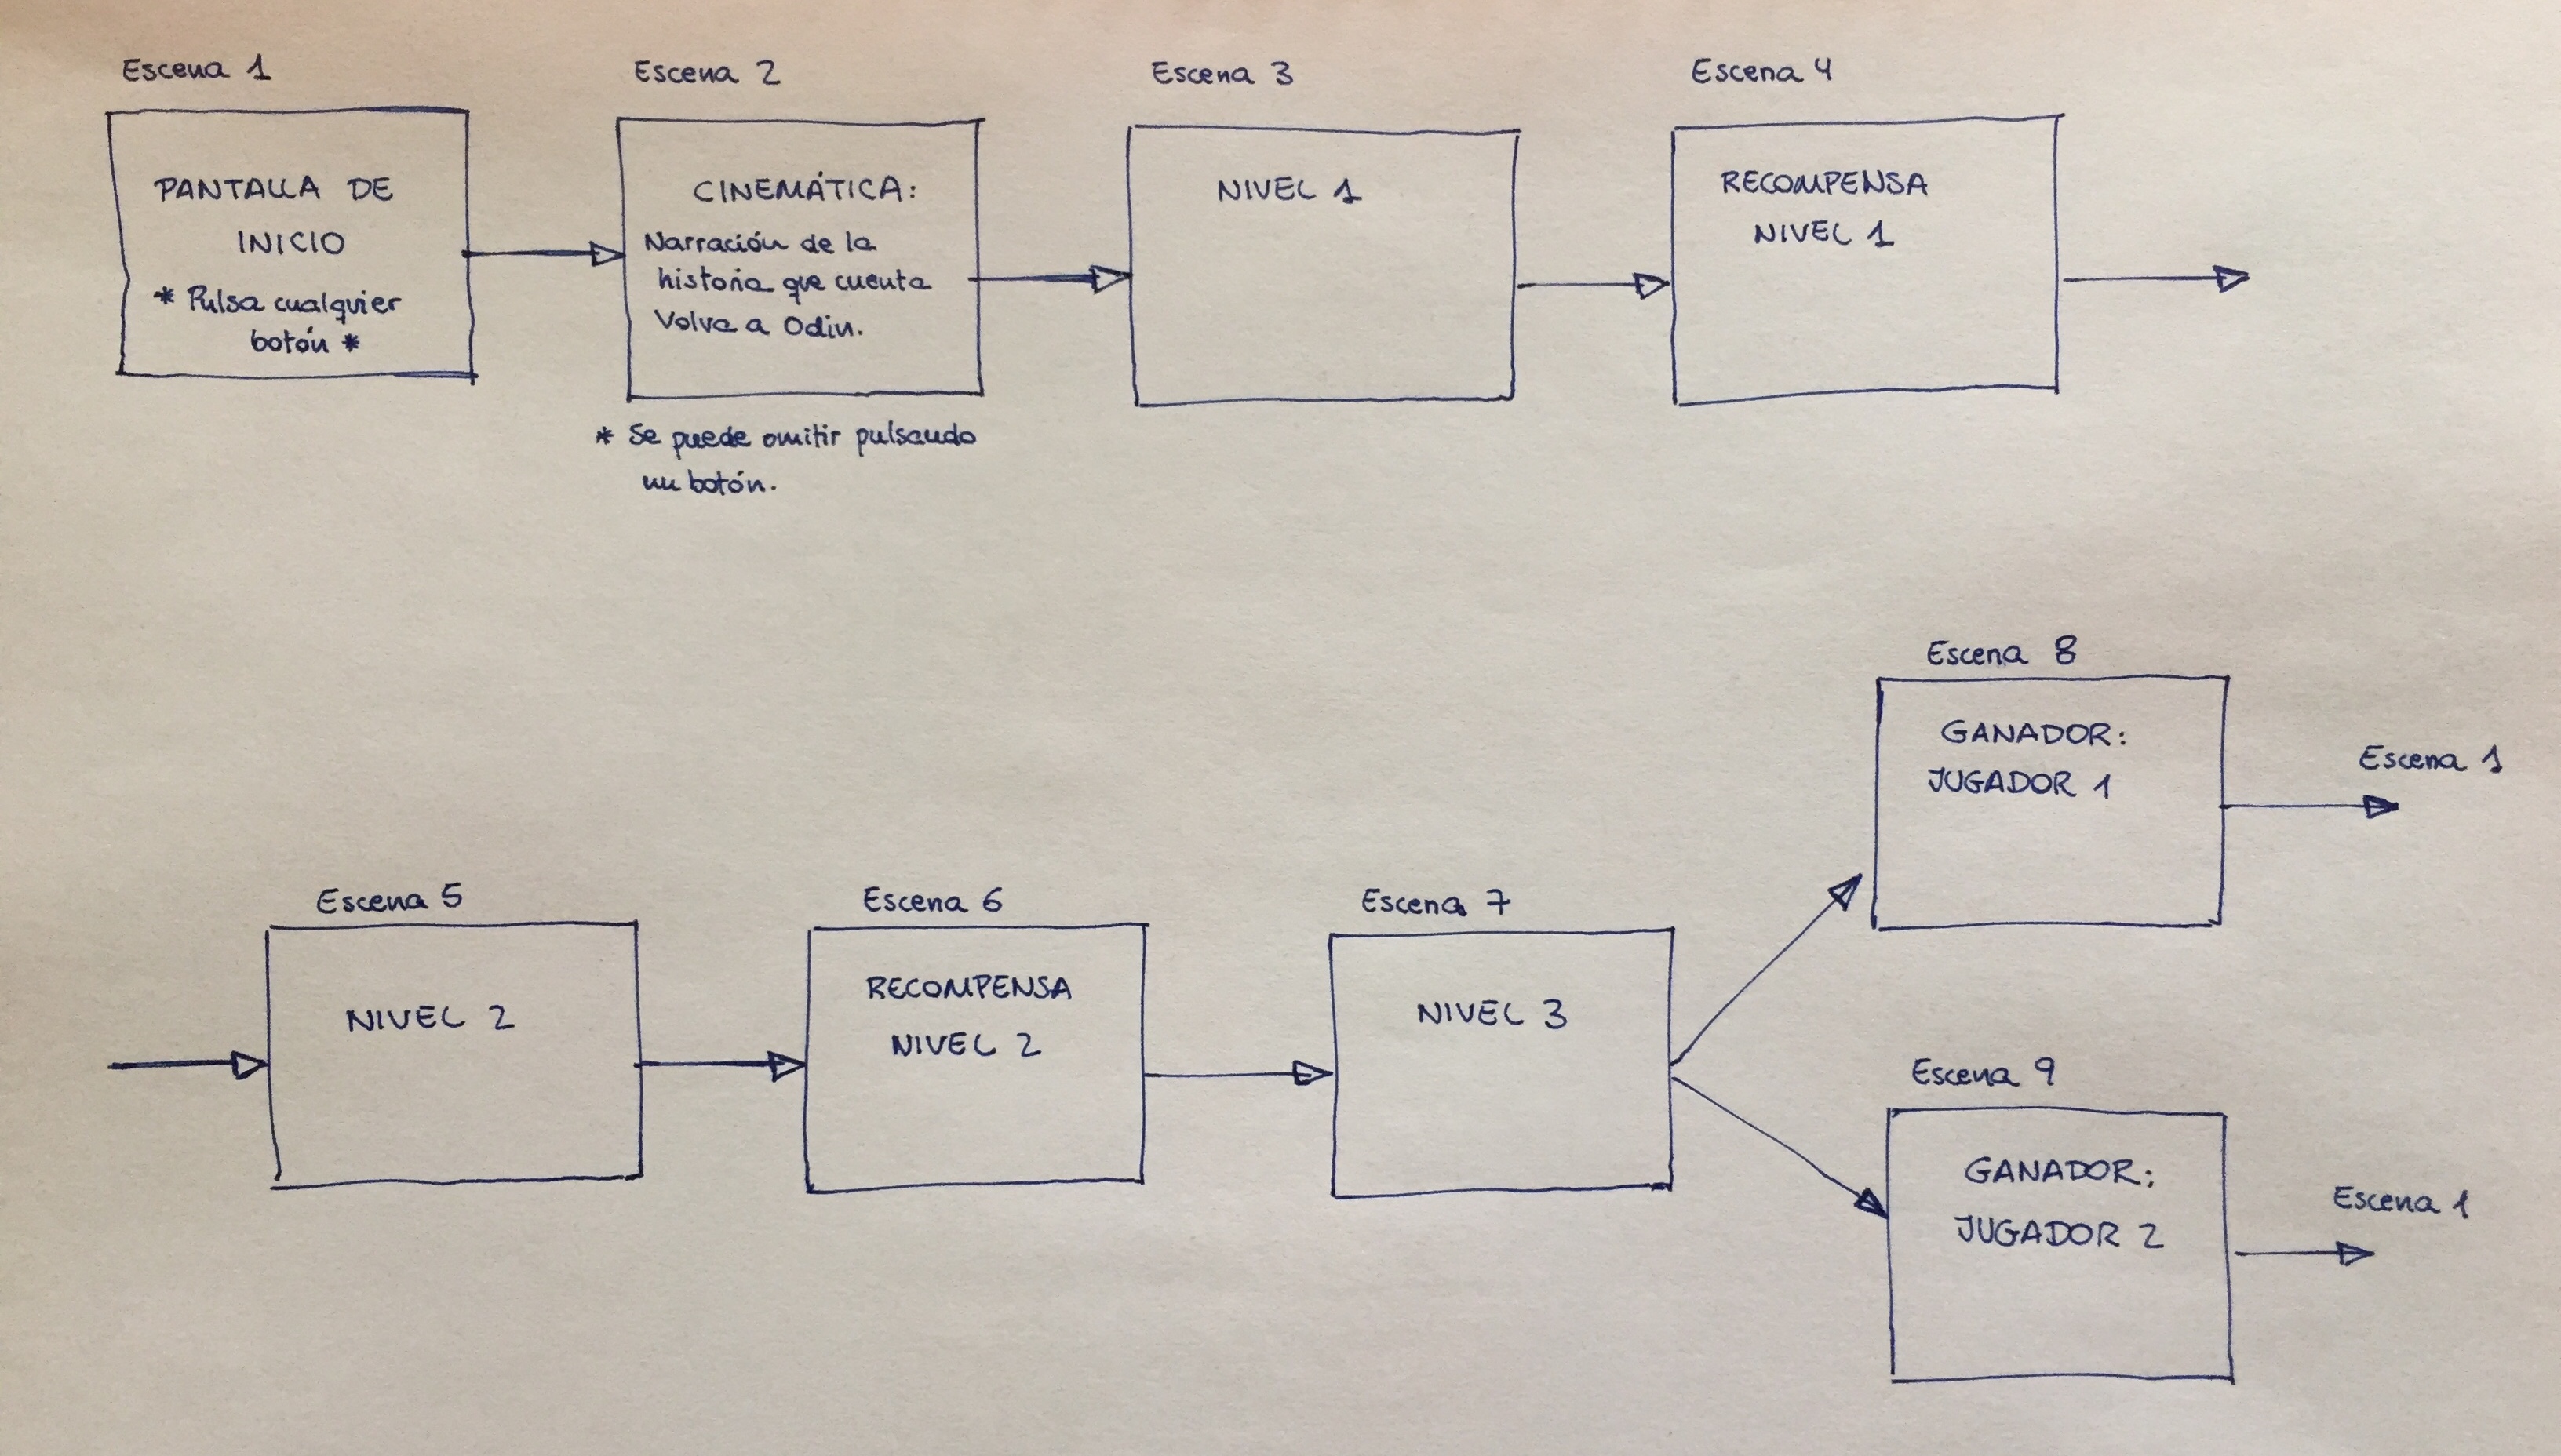 Escena 1
PANTALLA DE
INICIO
* Pulsa cualquier
botón *
Escena 2
CINEMÁTICA:
Narración de la
historia que cuenta
Volva a Odin.
* Se puede omitir pulsando
un botón.
Escena 3
NIVEL 1
Escena 4
RECOMPENSA
NIVEL 1
Escena 5
NIVEL 2
Escena 6
RECOMPENSA
NIVEL 2
Escena 7
NIVEL 3
Escena 8
GANADOR:
JUGADOR 1
Escena 1
Escena 9
GANADOR:
JUGADOR 2
Escena 1